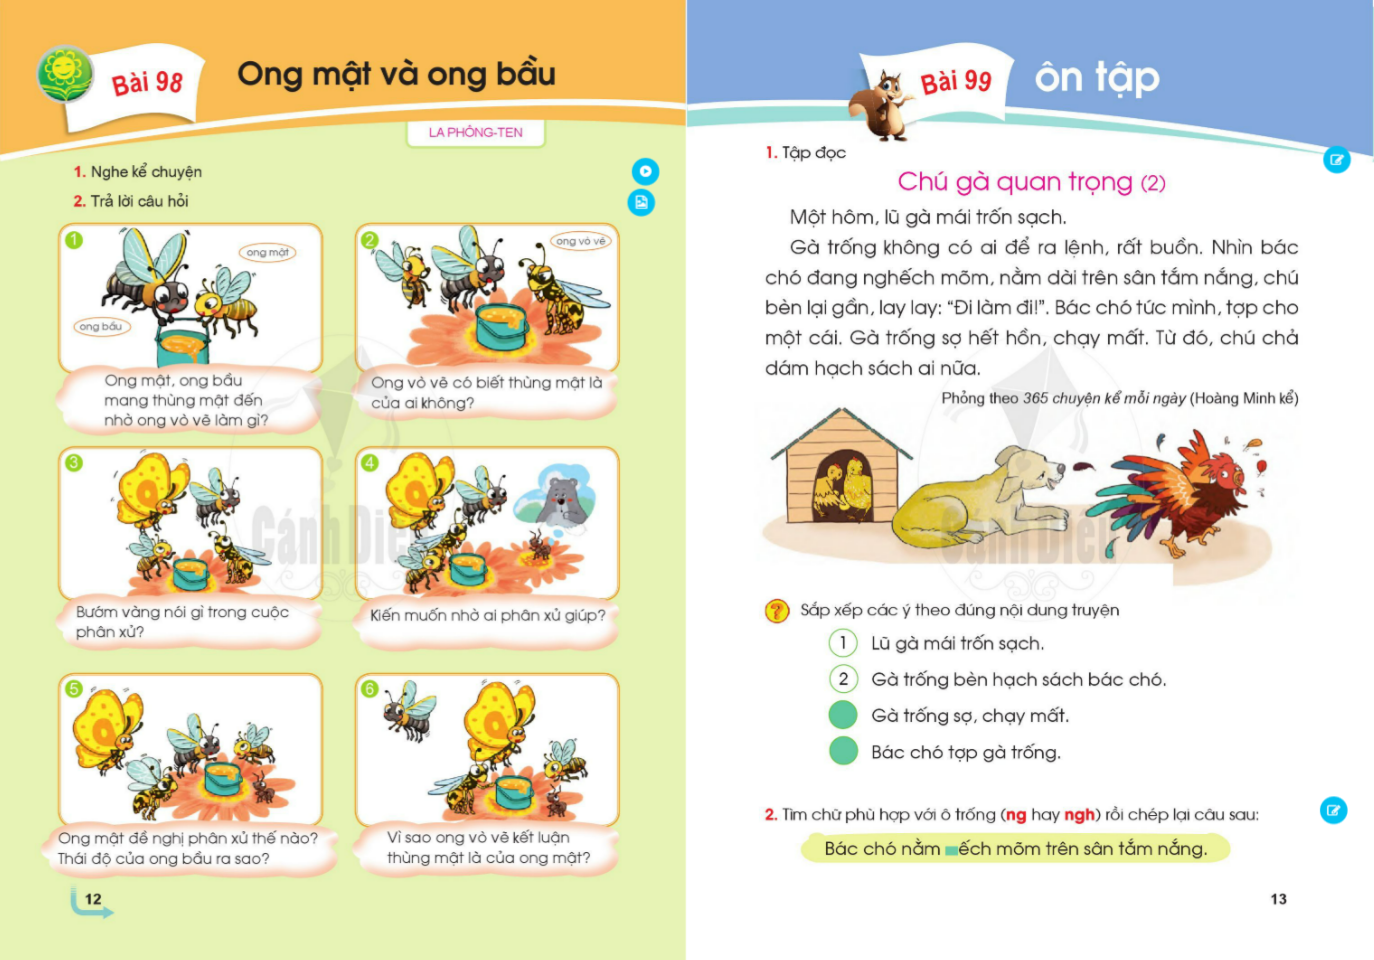 Bài 98
Ong mật và ong bầu
LA PHÔNG-TEN
1. Nghe kể chuyện
2. Trả lời câu hỏi
1
ong mật
ong bầu
Ong mật, ong bầu
mang thùng mật đến
nhờ ong vò vẽ làm gì?
2
ong vò vẽ
Ong vò vẽ có biết thùng mật là
của ai không?
3
Bướm vàng nói gì trong cuộc
phân xử?
4
Kiến muốn nhờ ai phân xử giúp?
5
Ong mật đề nghị phân xử thế nào?
Thái độ của ong bầu ra sao?
6
Vì sao ong vò vẽ kết luận
thùng mật là của ong mật?
12
Cánh Diều
Bài 99
ôn tập
1. Tập đọc
Chú gà quan trọng (2)
Một hôm, lũ gà mái trốn sạch.
Gà trống không có ai để ra lệnh, rất buồn. Nhìn bác
chó đang nghếch mõm, nằm dài trên sân tắm nắng, chú
bèn lại gần, lay lay: “Đi làm đi!”. Bác chó tức mình, tợp cho
một cái. Gà trống sợ hết hồn, chạy mất. Từ đó, chú chả
dám hạch sách ai nữa.
Phỏng theo 365 chuyện kể mỗi ngày (Hoàng Minh kể)
Cánh Diều
? Sắp xếp các ý theo đúng nội dung truyện
1 Lũ gà mái trốn sạch.
2 Gà trống bèn hạch sách bác chó.
Gà trống sợ, chạy mất.
Bác chó tợp gà trống.
2. Tìm chữ phù hợp với ô trống (ng hay ngh) rồi chép lại câu sau:
Bác chó nằm ếch mõm trên sân tắm nắng.
13